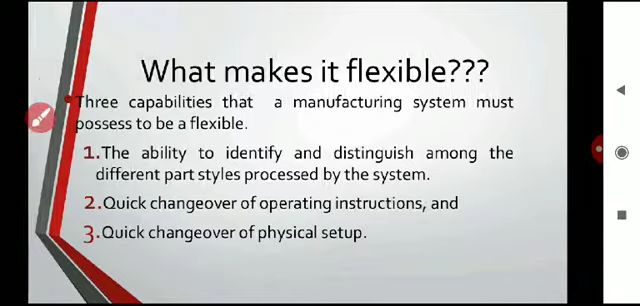 What makes it flexible???
Three capabilities that a manufacturing system must
possess to be a flexible.
1.The ability to identify and distinguish among the
different part styles processed by the system.
2.Quick changeover of operating instructions, and
3.Quick changeover of physical setup.